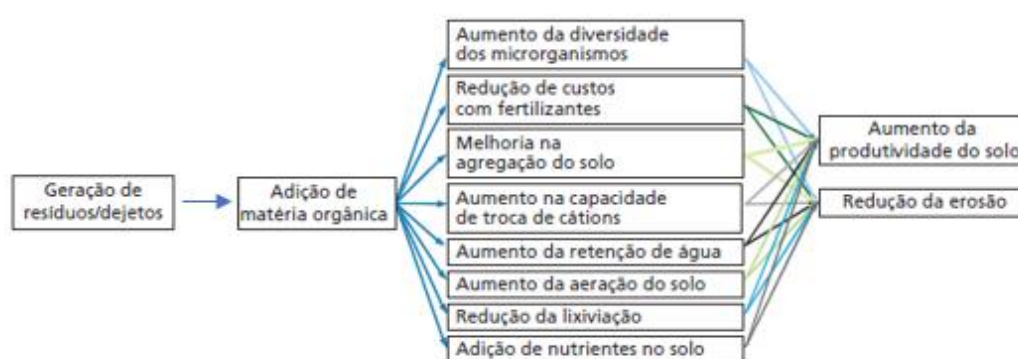 Geração de
resíduos/dejetos
Adição de
matéria orgânica
Aumento da diversidade
dos microrganismos
Redução de custos
com fertilizantes
Melhoria na
agregação do solo
Aumento na capacidade
de troca de cátions
Aumento da retenção de água
Aumento da aeração do solo
Redução da lixiviação
Adição de nutrientes no solo
Aumento da
produtividade do solo
Redução da erosão